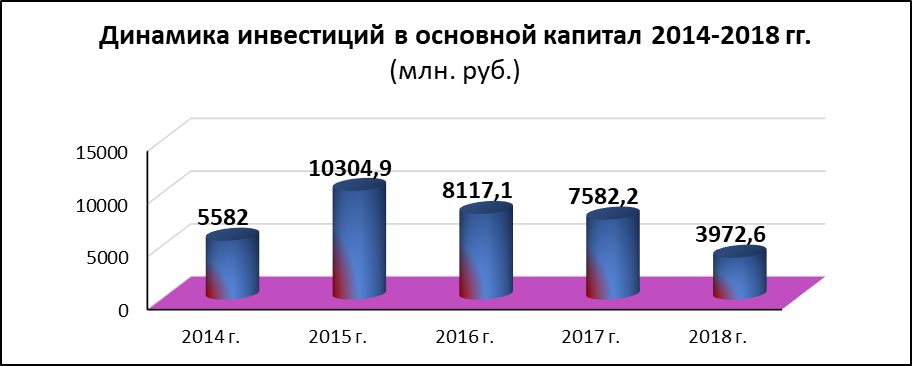 Динамика инвестиций в основной капитал 2014-2018 гг.
(млн. руб.)
15000
10000
5000
0
5582
10304,9
8117,1
7582,2
3972,6
2014 г.
2015 г.
2016 г.
2017 г.
2018 г.